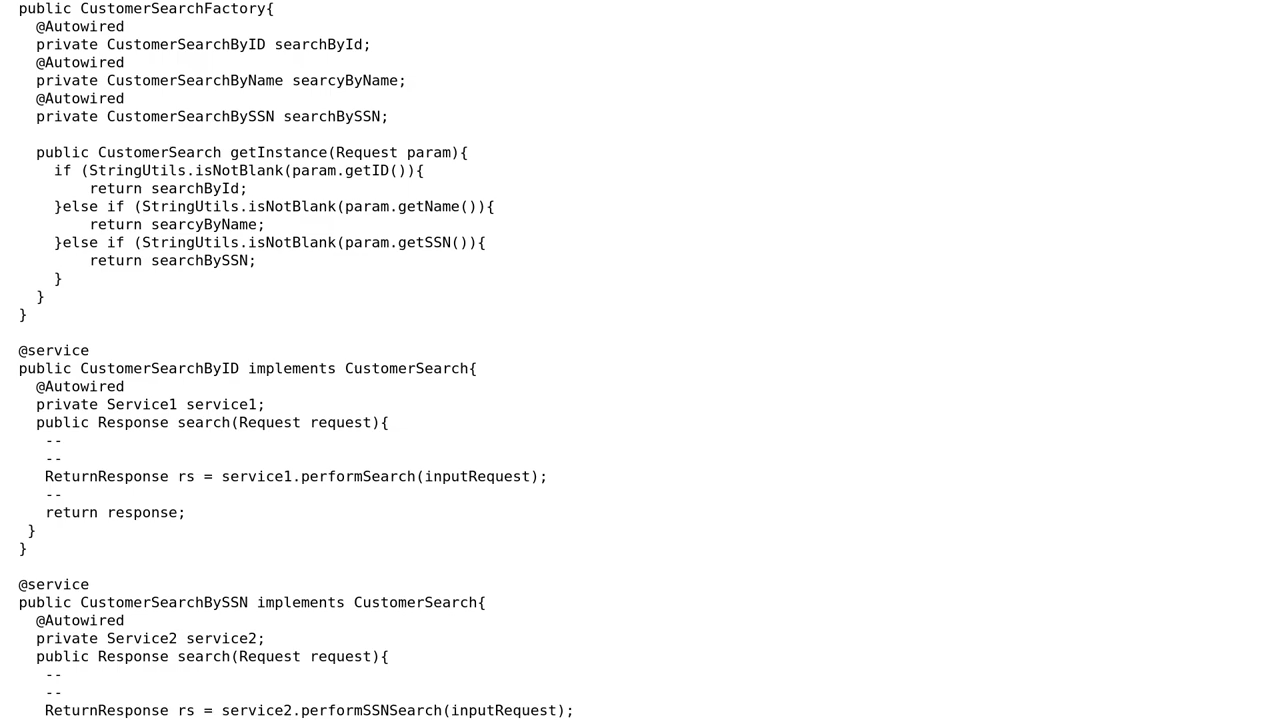 public CustomerSearchFactory{
  @Autowired
  private CustomerSearchByID searchById;
  @Autowired
  private CustomerSearchByName searcyByName;
  @Autowired
  private CustomerSearchBySSN searchBySSN;

  public CustomerSearch getInstance(Request param){
    if (StringUtils.isNotBlank(param.getID()){
        return searchById;
    }else if (StringUtils.isNotBlank(param.getName()){
        return searcyByName;
    }else if (StringUtils.isNotBlank(param.getSSN()){
        return searchBySSN;
    }
  }
}

@service
public CustomerSearchByID implements CustomerSearch{
  @Autowired
  private Service1 service1;
  public Response search(Request request){
   --
   --
   ReturnResponse rs = service1.performSearch(inputRequest);
   --
   return response;
 }
}

@service
public CustomerSearchBySSN implements CustomerSearch{
  @Autowired
  private Service2 service2;
  public Response search(Request request){
   --
   --
   ReturnResponse rs = service2.performSSNSearch(inputRequest);